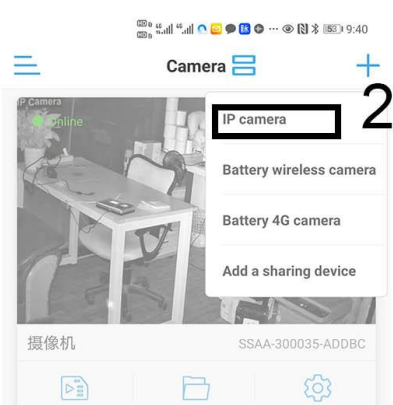 53 9:40
Camera
2
IP Camera
Online
IP camera
Battery wireless camera
Battery 4G camera
Add a sharing device
摄像机 SSAA-300035-ADDBC